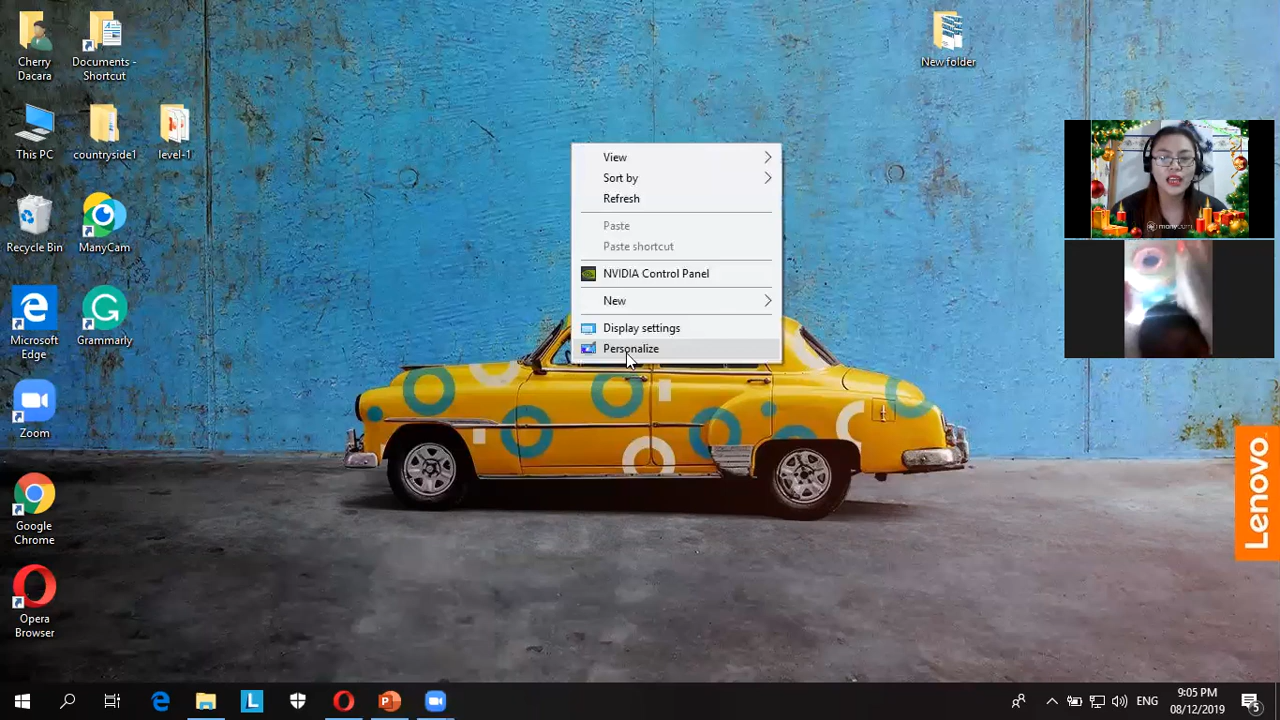 Cherry
Dacara
Documents -
Shortcut
New folder
This PC
countryside1
level-1
Recycle Bin
ManyCam
Microsoft
Edge
Grammarly
Zoom
Google
Chrome
Opera
Browser
View
Sort by
Refresh
Paste
Paste shortcut
NVIDIA Control Panel
New
Display settings
Personalize
manycam
Lenovo
L
P
ENG
9:05 PM
08/12/2019
5